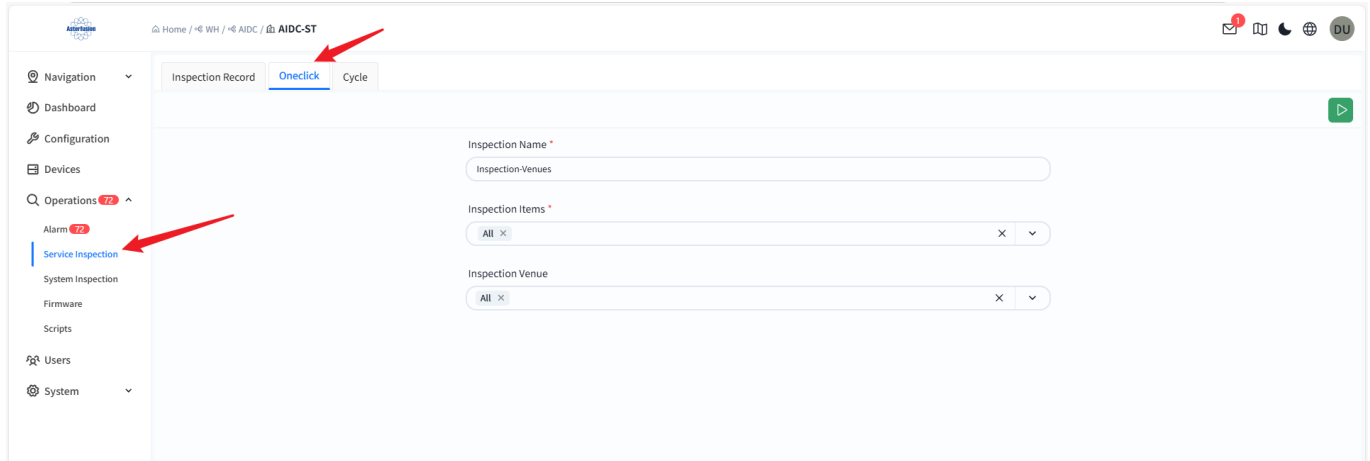 Asterfusion
Home / WH / AIDC / AIDC-ST
1
DU
Navigation
Dashboard
Configuration
Devices
Operations 72
Alarm 72
Service Inspection
System Inspection
Firmware
Scripts
Users
System
Inspection Record
Oneclick
Cycle
Inspection Name *
Inspection-Venues
Inspection Items *
All ×
Inspection Venue
All ×